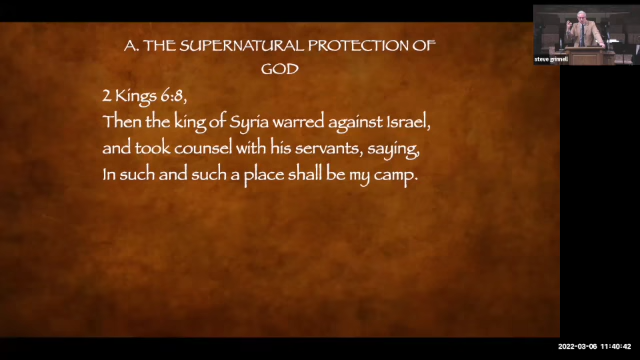 A. THE SUPERNATURAL PROTECTION OF
GOD
2 Kings 6:8,
Then the king of Syria warred against Israel,
and took counsel with his servants, saying,
In such and such a place shall be my camp.
steve grinnell
2022-03-06 11:40:42